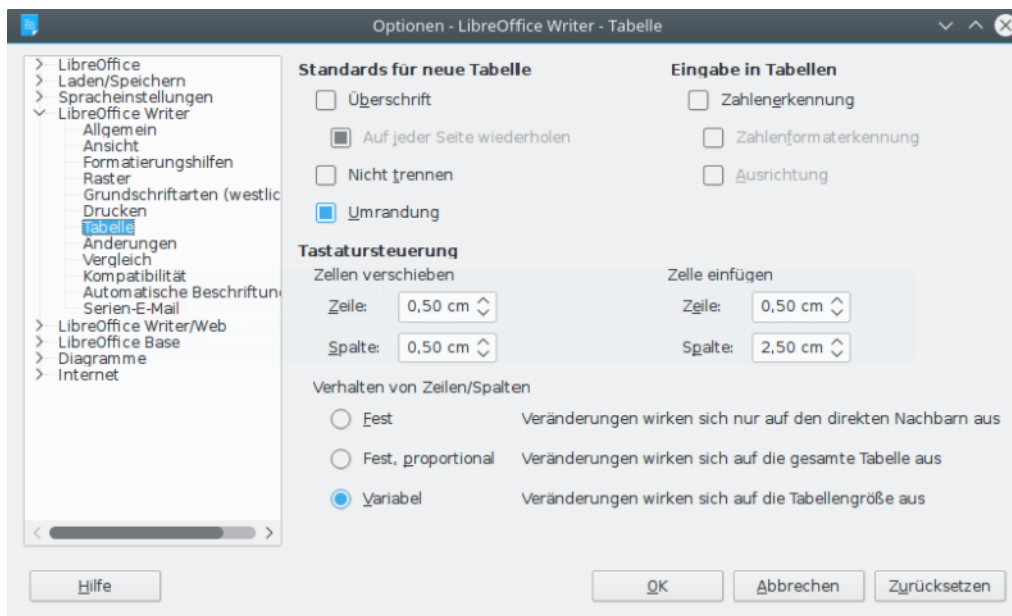 Optionen - LibreOffice Writer - Tabelle
LibreOffice
Laden/Speichern
Spracheinstellungen
LibreOffice Writer
Allgemein
Ansicht
Formatierungshilfen
Raster
Grundschriftarten (westlic
Drucken
Tabelle
Änderungen
Vergleich
Kompatibilität
Automatische Beschriftun
Serien-E-Mail
LibreOffice Writer/Web
LibreOffice Base
Diagramme
Internet
Standards für neue Tabelle
Überschrift
Auf jeder Seite wiederholen
Nicht trennen
Umrandung
Eingabe in Tabellen
Zahlenerkennung
Zahlenformaterkennung
Ausrichtung
Tastatursteuerung
Zellen verschieben
Zeile: 0,50 cm
Spalte: 0,50 cm
Zelle einfügen
Zeile: 0,50 cm
Spalte: 2,50 cm
Verhalten von Zeilen/Spalten
Fest Veränderungen wirken sich nur auf den direkten Nachbarn aus
Fest, proportional Veränderungen wirken sich auf die gesamte Tabelle aus
Variabel Veränderungen wirken sich auf die Tabellengröße aus
Hilfe OK Abbrechen Zurücksetzen